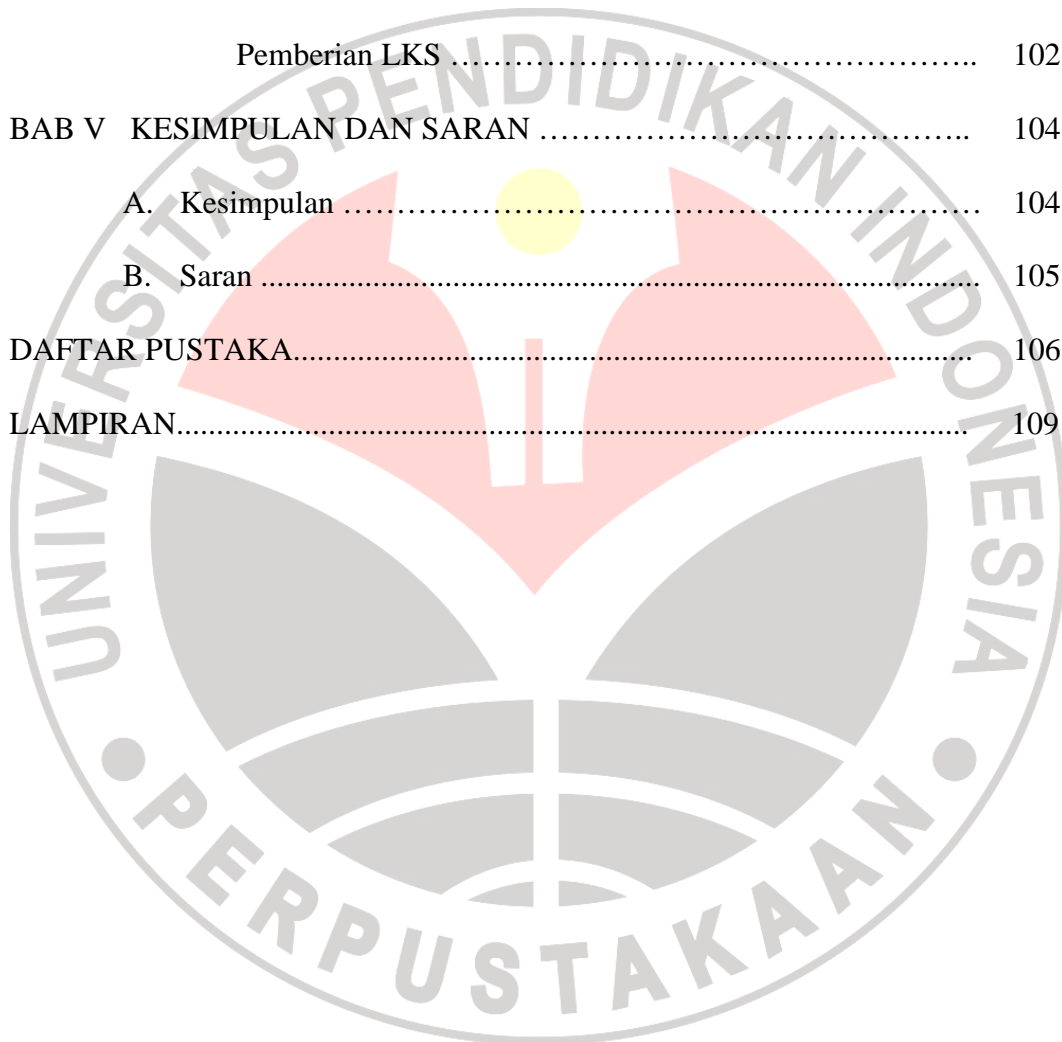 Pemberian LKS ……………………………………….. 102
BAB V KESIMPULAN DAN SARAN ………………………………….. 104
A. Kesimpulan …………………………………………………… 104
B. Saran ........................................................................................... 105
DAFTAR PUSTAKA...................................................................................... 106
LAMPIRAN.................................................................................................... 109
UNIVERSITAS PENDIDIKAN INDONESIA
PERPUSTAKAAN